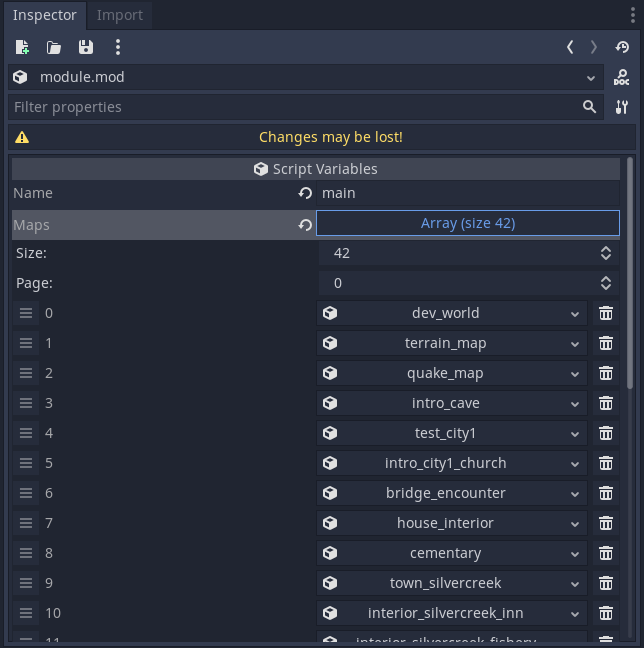 Inspector Import
module.mod
DOC
Filter properties
Changes may be lost!
Script Variables
Name main
Maps Array (size 42)
Size: 42
Page: 0
0 dev_world
1 terrain_map
2 quake_map
3 intro_cave
4 test_city1
5 intro_city1_church
6 bridge_encounter
7 house_interior
8 cementary
9 town_silvercreek
10 interior_silvercreek_inn
11 interior_silvercreek_fishery